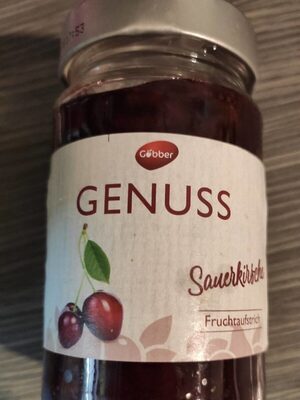 Göbber
GENUSS
Sauerkirsche
Fruchtaufstrich